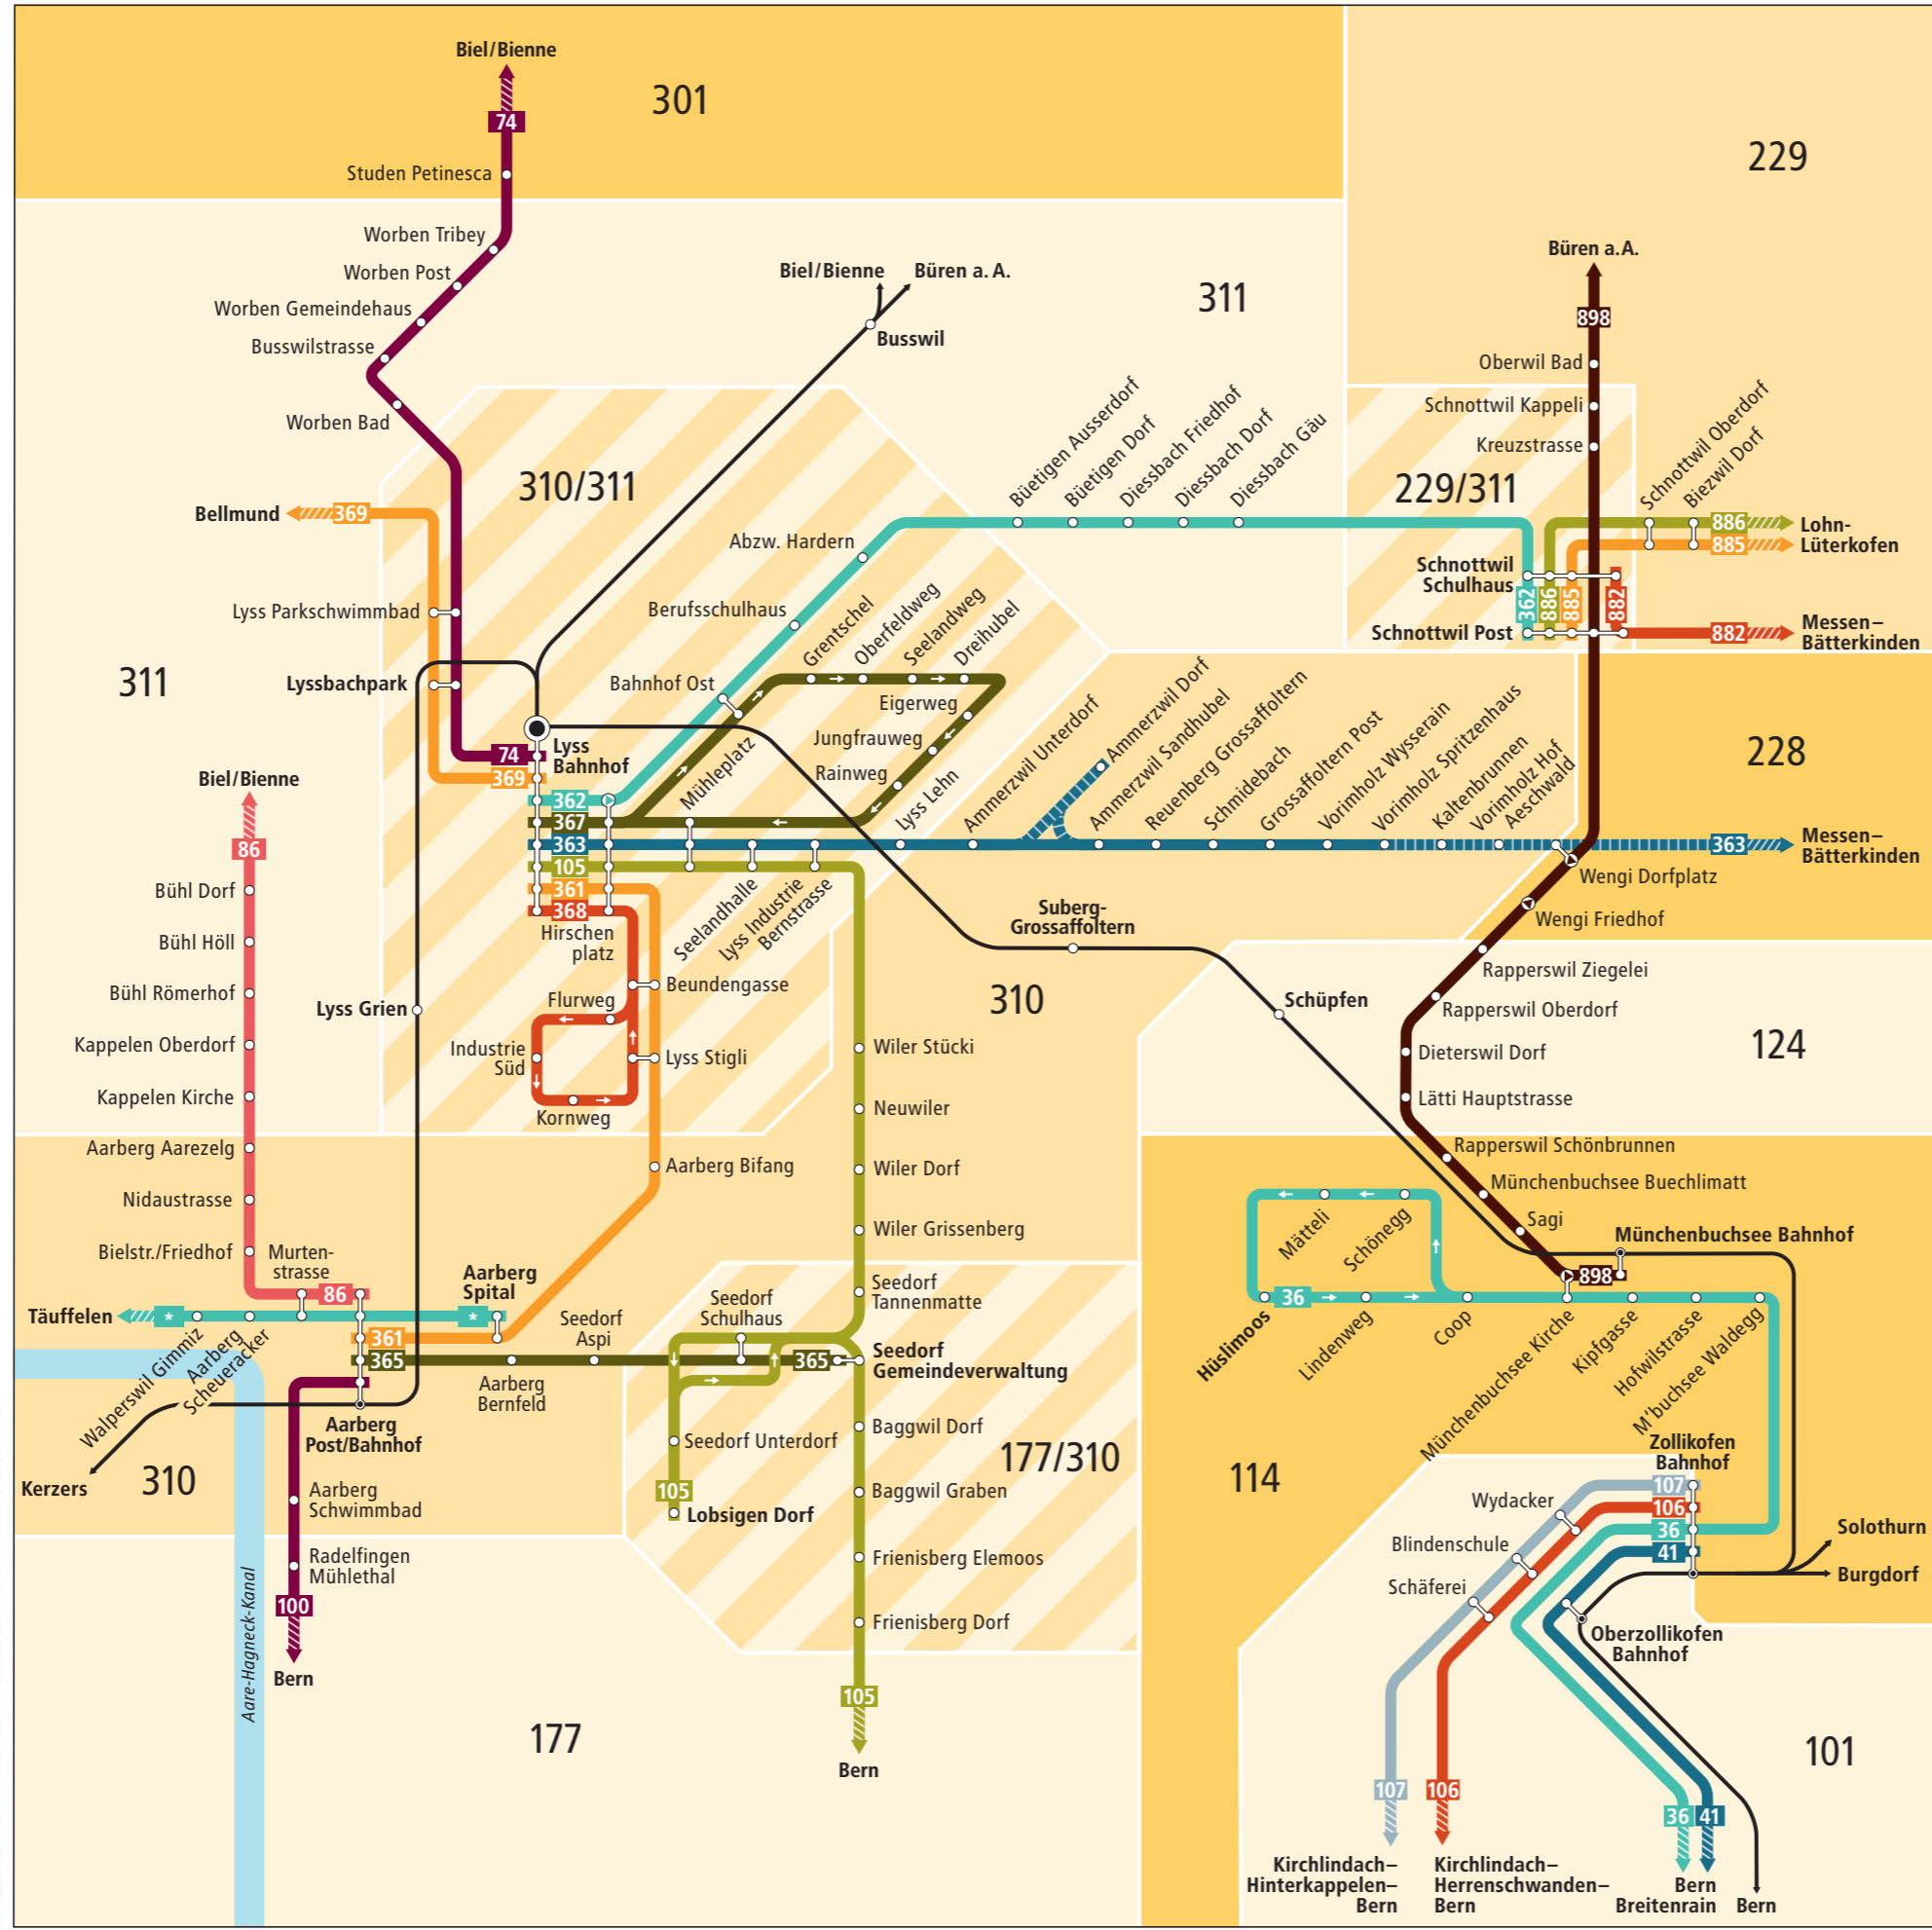 Biel/Bienne
301
74
229
Studen Petinesca
Worben Tribey
Worben Post
Worben Gemeindehaus
Busswilstrasse
Worben Bad
Biel/Bienne
Büren a. A.
Busswil
311
Büren a. A.
898
Oberwil Bad
Schnottwil Kappeli
Kreuzstrasse
229/311
Schnottwil Oberdorf
Biezwil Dorf
310/311
Bellmund
369
Büetigen Ausserdorf
Büetigen Dorf
Diessbach Friedhof
Diessbach Dorf
Diessbach Gäu
886
885
Lohn-
Lüterkofen
Abzw. Hardern
Schnottwil
Schulhaus
362
886
885
882
Schnottwil Post
882
Messen–
Bätterkinden
Lyss Parkschwimmbad
Berufsschulhaus
Grentschel
Oberfeldweg
Seelandweg
Dreihubel
311
Lyssbachpark
Bahnhof Ost
Eigerweg
Jungfrauweg
Rainweg
Mühleplatz
Lyss Lehn
74
369
Lyss
Bahnhof
362
367
363
105
361
368
Hirschen
platz
Ammerzwil Unterdorf
Ammerzwil Dorf
Ammerzwil Sandhubel
Reuenberg Grossaffoltern
Schmidebach
Grossaffoltern Post
Vorimholz Wysserain
Vorimholz Spritzenhaus
Kaltenbrunnen
Vorimholz Hof
Aeschwald
228
363
Messen–
Bätterkinden
Wengi Dorfplatz
Wengi Friedhof
Biel/Bienne
86
Bühl Dorf
Bühl Höll
Bühl Römerhof
Kappelen Oberdorf
Kappelen Kirche
Aarberg Aarezelg
Nidaustrasse
Bielstr./Friedhof
Seelandhalle
Lyss Industrie
Bernstrasse
Suberg-
Grossaffoltern
310
Schüpfen
Rapperswil Ziegelei
Rapperswil Oberdorf
Dieterswil Dorf
Lätti Hauptstrasse
124
Lyss Grien
Beundengasse
Flurweg
Industrie
Süd
Lyss Stigli
Kornweg
Wiler Stücki
Neuwiler
Wiler Dorf
Wiler Grissenberg
Aarberg Bifang
Rapperswil Schönbrunnen
Münchenbuchsee Buechlimatt
Sagi
Münchenbuchsee Bahnhof
898
Mätteli
Schönegg
36
Hüslimoos
Lindenweg
Coop
Münchenbuchsee Kirche
Kipfgasse
Hofwilstrasse
M'buchsee Waldegg
Murten-
strasse
86
Aarberg
Spital
Täuffelen
*
*
Walperswil Gimmiz
Aarberg
Scheueracker
361
365
Seedorf
Aspi
Aarberg
Bernfeld
Seedorf
Schulhaus
Seedorf
Tannenmatte
365
Seedorf
Gemeindeverwaltung
Aarberg
Post/Bahnhof
Kerzers
310
Seedorf Unterdorf
105
Lobsigen Dorf
Baggwil Dorf
177/310
Baggwil Graben
Frienisberg Elemoos
Frienisberg Dorf
105
Bern
Aarberg
Schwimmbad
Radelfingen
Mühlethal
100
Bern
Aare-Hagneck-Kanal
177
114
Zollikofen
Bahnhof
107
106
36
41
Wydacker
Blindenschule
Schäferei
Solothurn
Burgdorf
Oberzollikofen
Bahnhof
101
107
106
36
41
Kirchlindach–
Hinterkappelen–
Bern
Kirchlindach–
Herrenschwanden–
Bern
Bern
Breitenrain
Bern